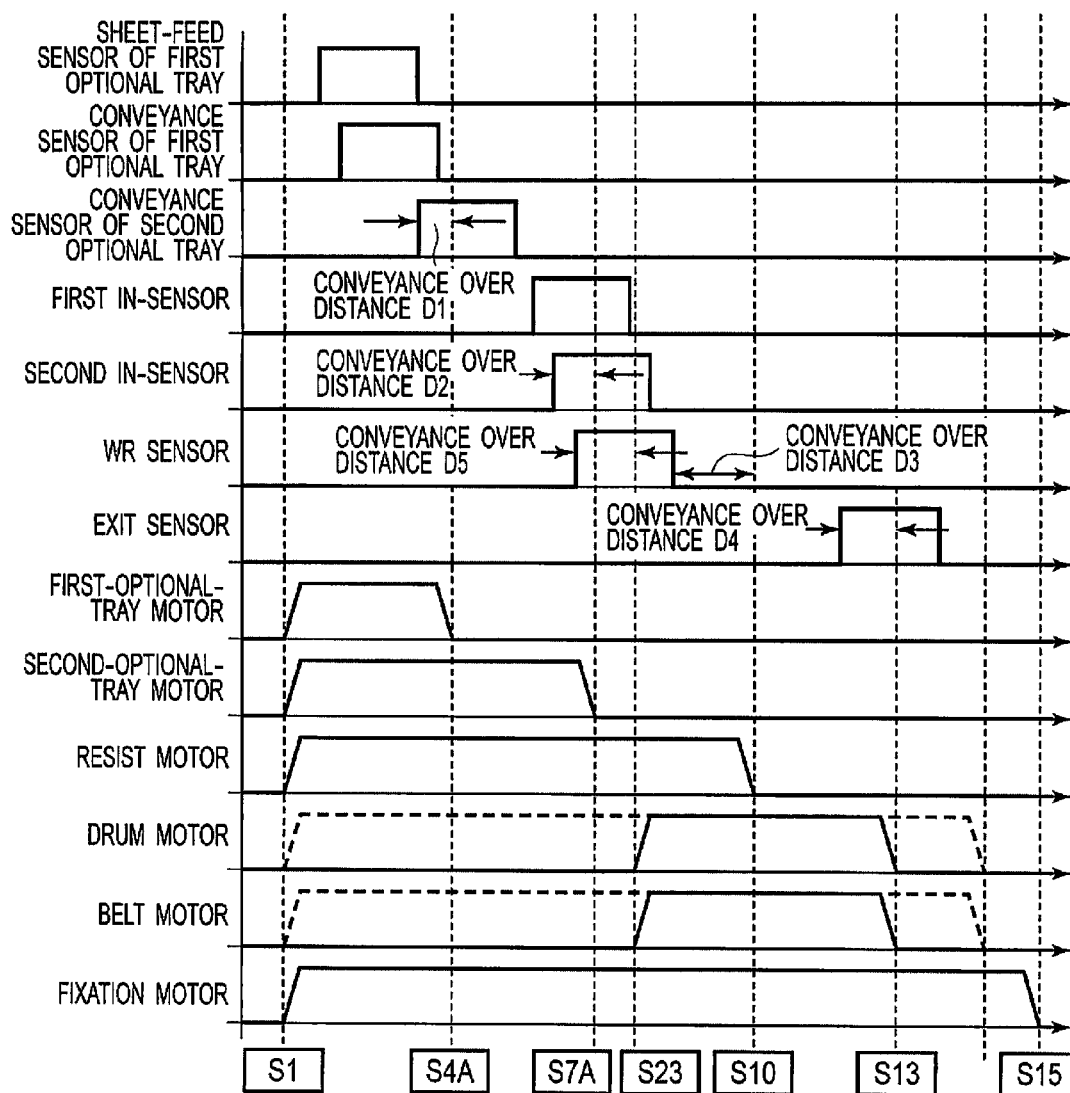 SHEET-FEED
SENSOR OF FIRST
OPTIONAL TRAY
CONVEYANCE
SENSOR OF FIRST
OPTIONAL TRAY
CONVEYANCE
SENSOR OF SECOND
OPTIONAL TRAY
CONVEYANCE OVER
DISTANCE D1
FIRST IN-SENSOR
CONVEYANCE OVER
DISTANCE D2
SECOND IN-SENSOR
CONVEYANCE OVER
DISTANCE D5
CONVEYANCE OVER
DISTANCE D3
WR SENSOR
CONVEYANCE OVER
DISTANCE D4
EXIT SENSOR
FIRST-OPTIONAL-
TRAY MOTOR
SECOND-OPTIONAL-
TRAY MOTOR
RESIST MOTOR
DRUM MOTOR
BELT MOTOR
FIXATION MOTOR
S1 S4A S7A S23 S10 S13 S15